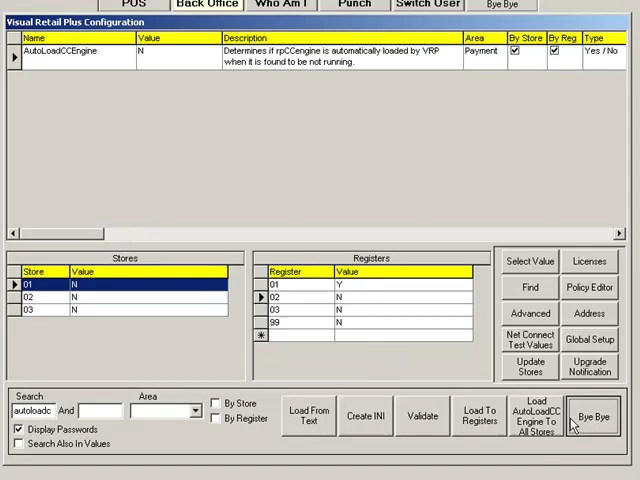 POS Back Office Who Am I Punch Switch User Bye Bye
Visual Retail Plus Configuration
Name Value Description Area By Store By Reg Type
AutoLoadCCEngine N Determines if rpCCengine is automatically loaded by VRP Payment Yes / No
when it is found to be not running.
Stores
Store Value
01 N
02 N
03 N
Registers
Register Value
01 Y
02 N
03 N
99 N
Select Value Licenses
Find Policy Editor
Advanced Address
Net Connect
Test Values
Global Setup
Update
Stores
Upgrade
Notification
Search
autoloadc And
Area
By Store
By Register
Display Passwords
Search Also In Values
Load From
Text
Create INI
Validate
Load To
Registers
Load
AutoLoadCC
Engine To
All Stores
Bye Bye